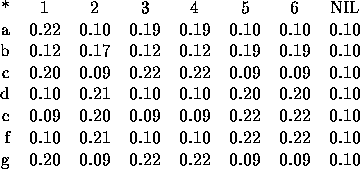 * 1 2 3 4 5 6 NIL
a 0.22 0.10 0.19 0.19 0.10 0.10 0.10
b 0.12 0.17 0.12 0.12 0.19 0.19 0.10
c 0.20 0.09 0.22 0.22 0.09 0.09 0.10
d 0.10 0.21 0.10 0.10 0.20 0.20 0.10
e 0.09 0.20 0.09 0.09 0.22 0.22 0.10
f 0.10 0.21 0.10 0.10 0.22 0.22 0.10
g 0.20 0.09 0.22 0.22 0.09 0.09 0.10